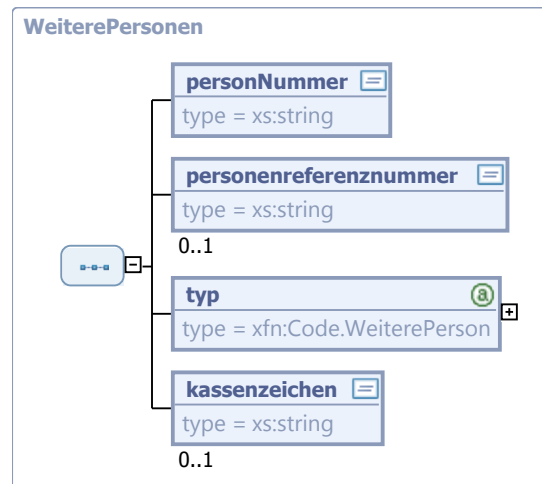 WeiterePersonen
personNummer
type = xs:string
personenreferenznummer
type = xs:string
0..1
typ
type = xfn:Code.WeiterePerson
kassenzeichen
type = xs:string
0..1